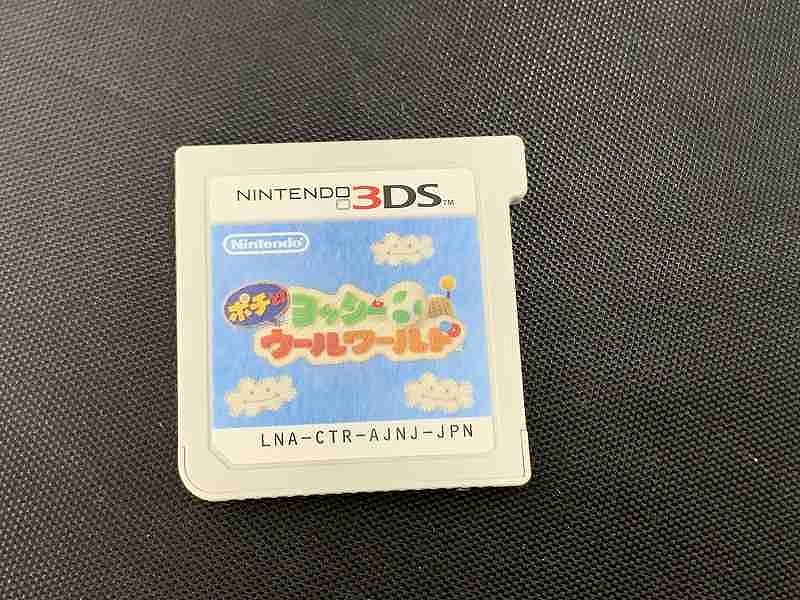 NINTENDO 3DS™
Nintendo®
ポチと
ヨッシー
ウールワールド
LNA-CTR-AJNJ-JPN